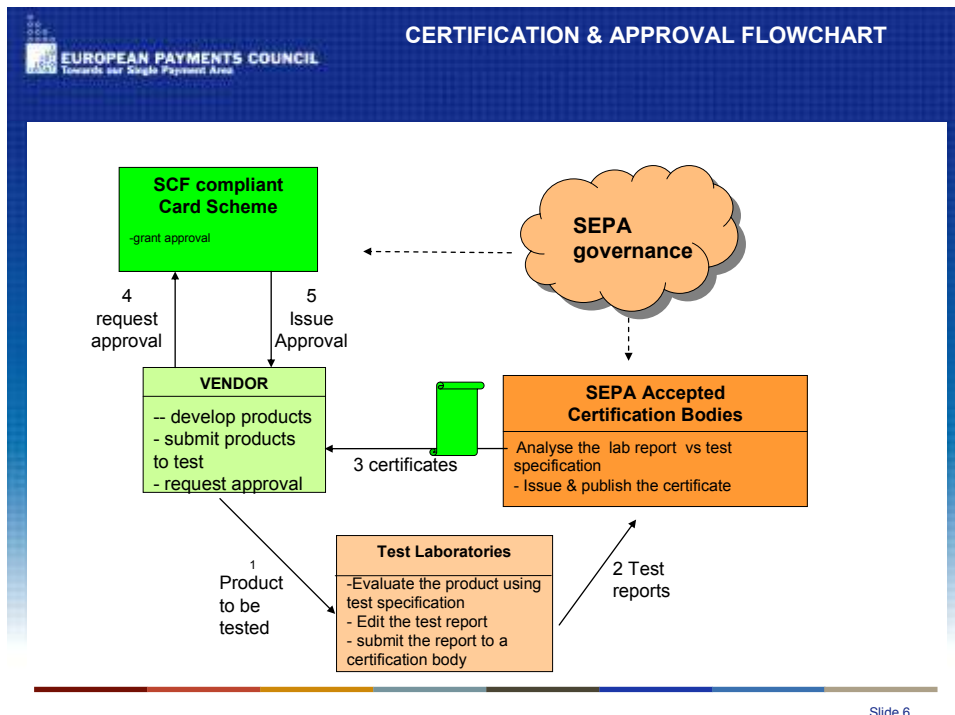 CERTIFICATION & APPROVAL FLOWCHART
EUROPEAN PAYMENTS COUNCIL
Towards our Single Payment Area
SCF compliant
Card Scheme
-grant approval
SEPA
governance
4
request
approval
5
Issue
Approval
VENDOR
-- develop products
- submit products
to test
- request approval
3 certificates
SEPA Accepted
Certification Bodies
Analyse the lab report vs test
specification
- Issue & publish the certificate
1
Product
to be
tested
Test Laboratories
-Evaluate the product using
test specification
- Edit the test report
- submit the report to a
certification body
2 Test
reports
Slide 6